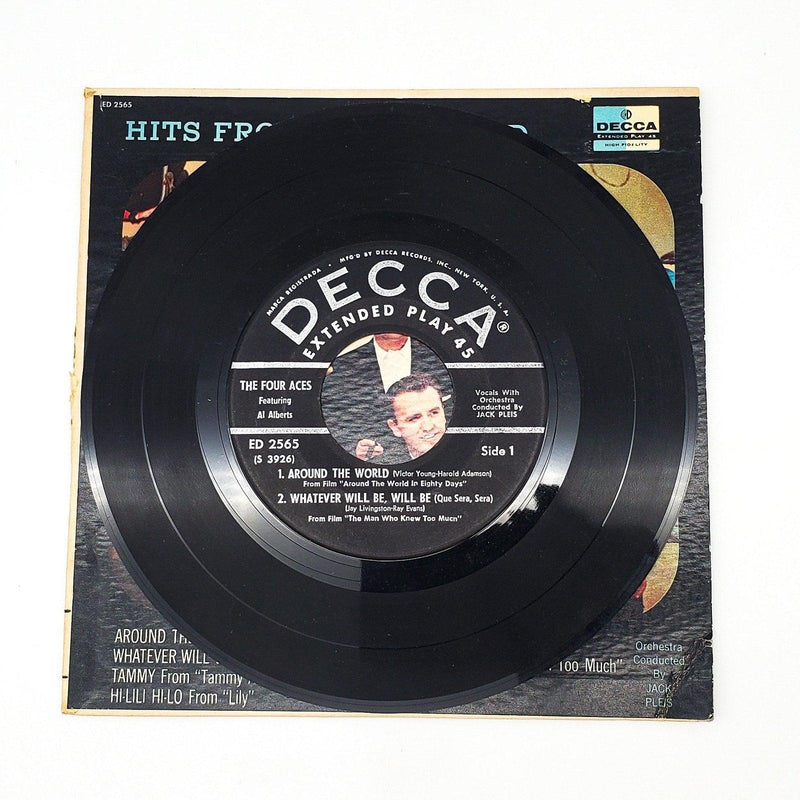 ED 2565
HITS FRO
DECCA
EXTENDED PLAY 45
HIGH FIDELITY
MARCA REGISTRADA • MFG'D BY DECCA RECORDS, INC., NEW YORK, U.S.A.
DECCA®
EXTENDED PLAY 45
THE FOUR ACES
Featuring
Al Alberts
Vocals With
Orchestra
Conducted By
JACK PLEIS
ED 2565
(S 3926)
Side 1
1. AROUND THE WORLD (Victor Young-Harold Adamson)
From Film "Around The World In Eighty Days"
2. WHATEVER WILL BE, WILL BE (Que Sera, Sera)
(Jay Livingston-Ray Evans)
From Film "The Man Who Knew Too Much"
AROUND TH
WHATEVER WILL
Too Much"
TAMMY From "Tammy
HI-LILI HI-LO From "Lily"
Orchestra
Conducted
By
JACK
PLEIS